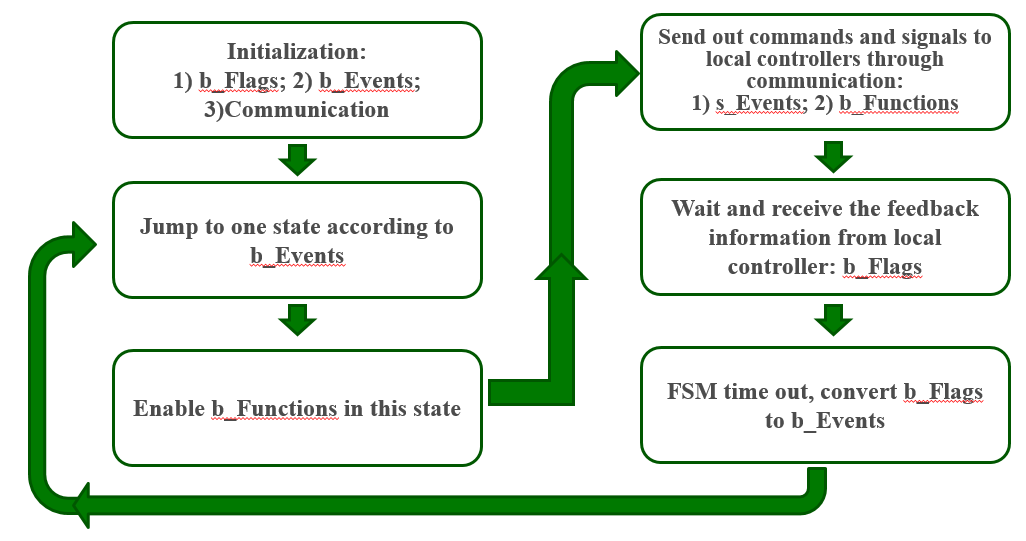 Initialization:
1) b_Flags; 2) b_Events;
3)Communication
Jump to one state according to
b_Events
Enable b_Functions in this state
Send out commands and signals to
local controllers through
communication:
1) s_Events; 2) b_Functions
Wait and receive the feedback
information from local
controller: b_Flags
FSM time out, convert b_Flags
to b_Events